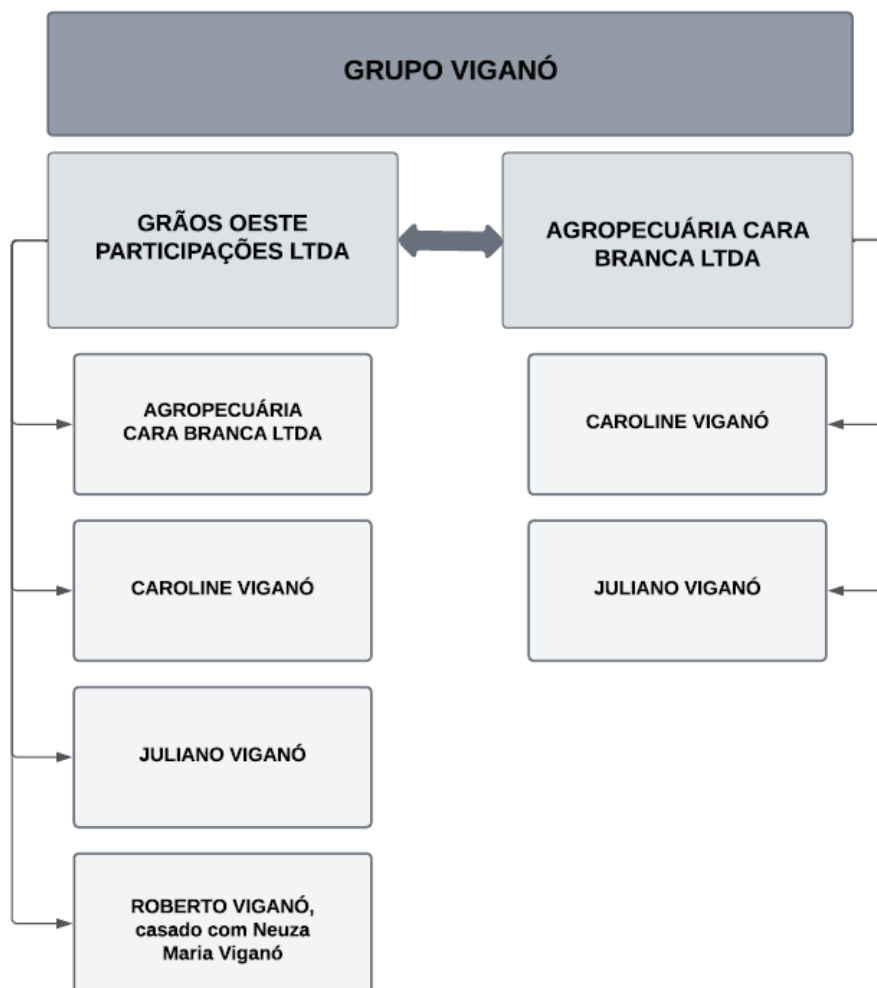 GRUPO VIGANÓ
GRÃOS OESTE
PARTICIPAÇÕES LTDA
AGROPECUÁRIA CARA
BRANCA LTDA
AGROPECUÁRIA
CARA BRANCA LTDA
CAROLINE VIGANÓ
CAROLINE VIGANÓ
JULIANO VIGANÓ
JULIANO VIGANÓ
ROBERTO VIGANÓ,
casado com Neuza
Maria Viganó